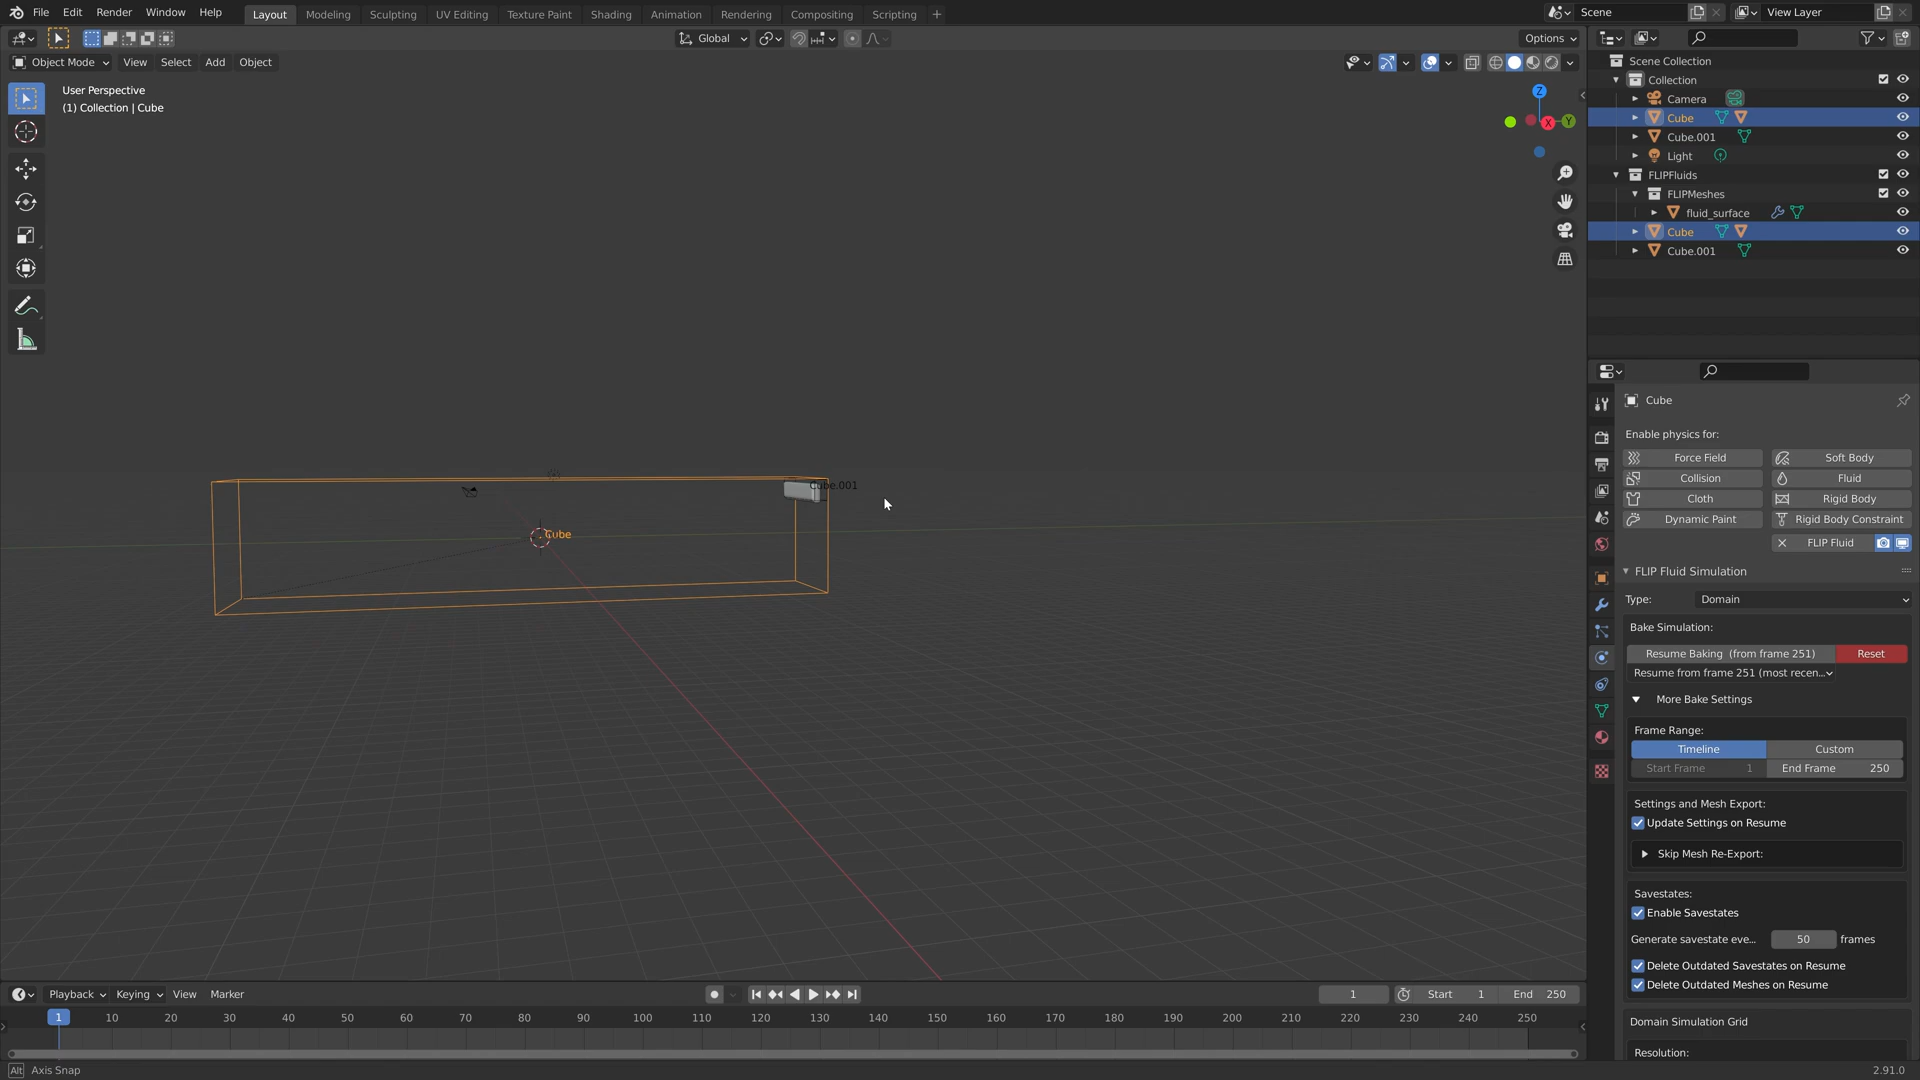 File Edit Render Window Help Layout Modeling Sculpting UV Editing Texture Paint Shading Animation Rendering Compositing Scripting + Scene View Layer
Global Options
Object Mode View Select Add Object
User Perspective
(1) Collection | Cube
Z
X Y
Cube.001
Cube
Scene Collection
Collection
Camera
Cube
Cube.001
Light
FLIPFluids
FLIPMeshes
fluid_surface
Cube
Cube.001
Cube
Enable physics for:
Force Field Soft Body
Collision Fluid
Cloth Rigid Body
Dynamic Paint Rigid Body Constraint
FLIP Fluid
FLIP Fluid Simulation
Type: Domain
Bake Simulation:
Resume Baking (from frame 251) Reset
Resume from frame 251 (most recen...
More Bake Settings
Frame Range:
Timeline Custom
Start Frame 1 End Frame 250
Settings and Mesh Export:
Update Settings on Resume
Skip Mesh Re-Export:
Savestates:
Enable Savestates
Generate savestate eve... 50 frames
Delete Outdated Savestates on Resume
Delete Outdated Meshes on Resume
Domain Simulation Grid
Resolution:
Playback Keying View Marker 1 Start 1 End 250
1 10 20 30 40 50 60 70 80 90 100 110 120 130 140 150 160 170 180 190 200 210 220 230 240 250
Alt Axis Snap 2.91.0